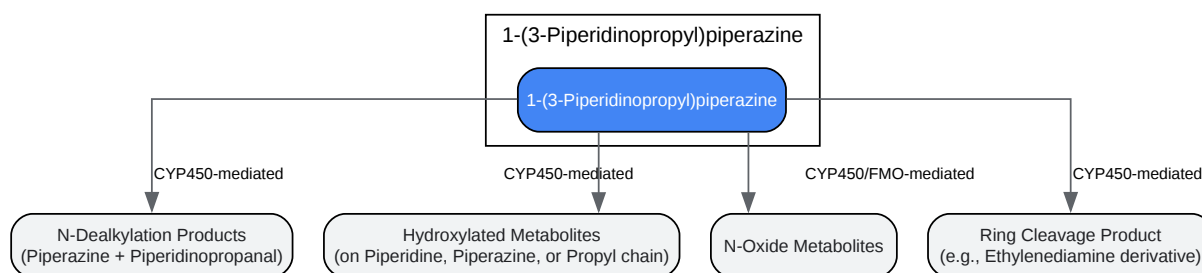 1-(3-Piperidinopropyl)piperazine
1-(3-Piperidinopropyl)piperazine
CYP450-mediated
CYP450-mediated
CYP450/FMO-mediated
CYP450-mediated
N-Dealkylation Products
(Piperazine + Piperidinopropanal)
Hydroxylated Metabolites
(on Piperidine, Piperazine, or Propyl chain)
N-Oxide Metabolites
Ring Cleavage Product
(e.g., Ethylenediamine derivative)